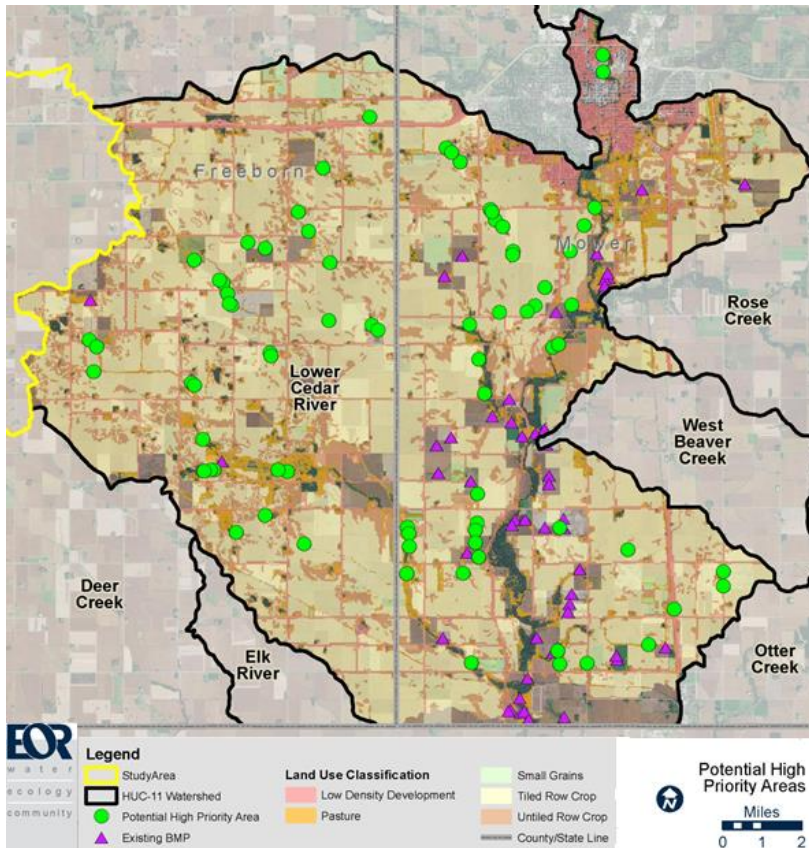 Freeborn
Mower
Rose
Creek
Lower
Cedar
River
West
Beaver
Creek
Deer
Creek
Elk
River
Otter
Creek
EOR
water
ecology
community
Legend
StudyArea
HUC-11 Watershed
Potential High Priority Area
Existing BMP
Land Use Classification
Low Density Development
Pasture
Small Grains
Tiled Row Crop
Untiled Row Crop
County/State Line
Potential High
Priority Areas
Miles
0 1 2